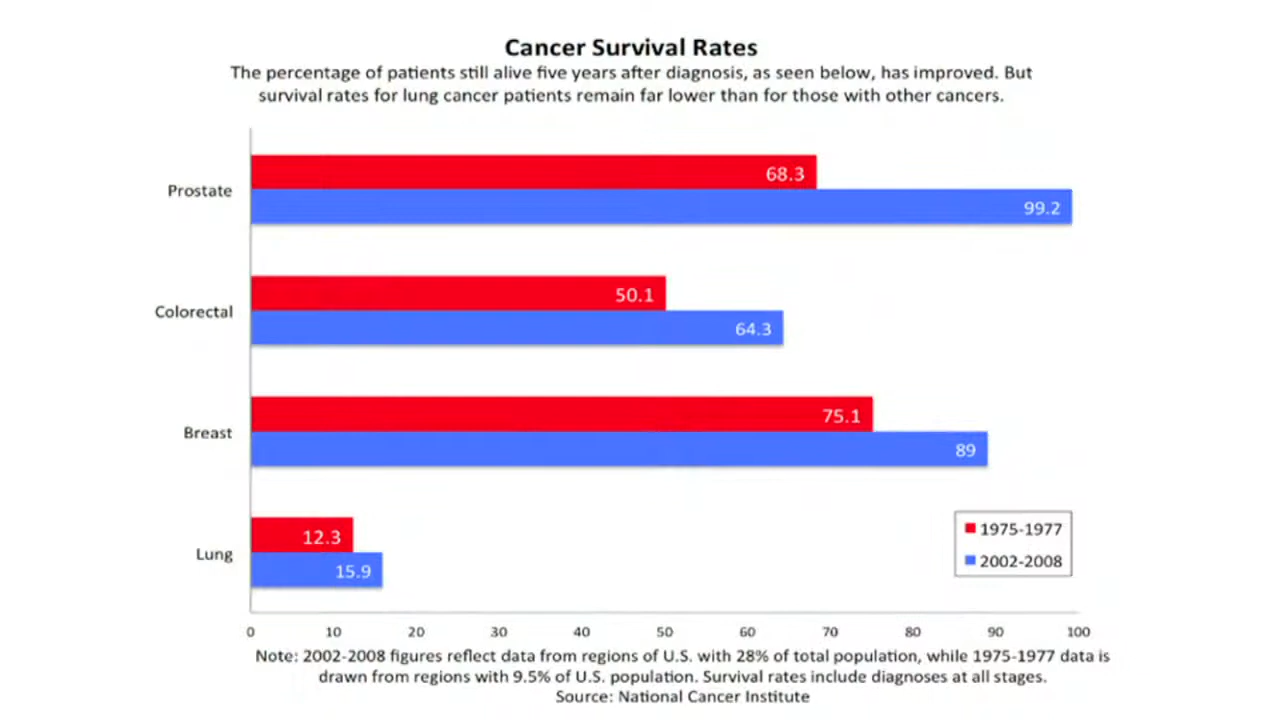 Cancer Survival Rates
The percentage of patients still alive five years after diagnosis, as seen below, has improved. But
survival rates for lung cancer patients remain far lower than for those with other cancers.
68.3
Prostate
99.2
50.1
Colorectal
64.3
75.1
Breast
89
12.3
Lung
15.9
1975-1977
2002-2008
0 10 20 30 40 50 60 70 80 90 100
Note: 2002-2008 figures reflect data from regions of U.S. with 28% of total population, while 1975-1977 data is
drawn from regions with 9.5% of U.S. population. Survival rates include diagnoses at all stages.
Source: National Cancer Institute